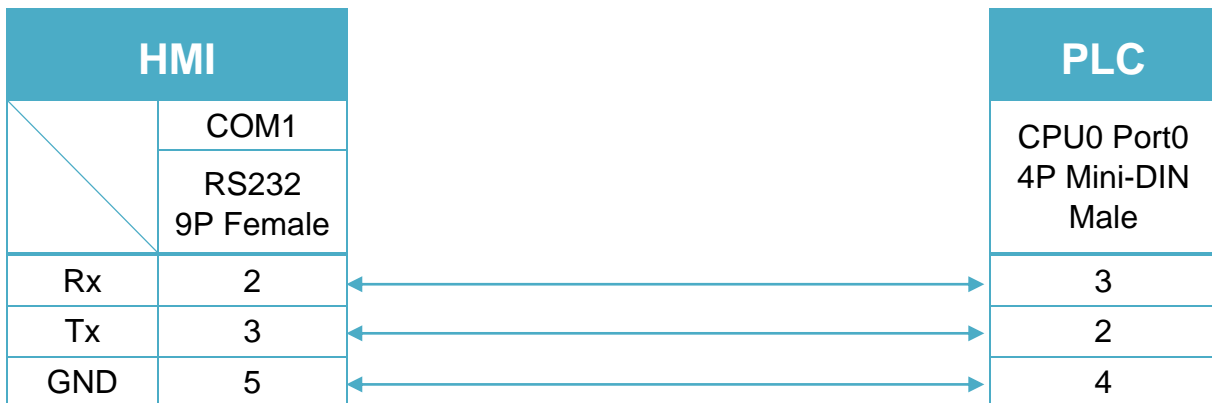 HMI
PLC
COM1
RS232
9P Female
CPU0 Port0
4P Mini-DIN
Male
Rx 2 3
Tx 3 2
GND 5 4